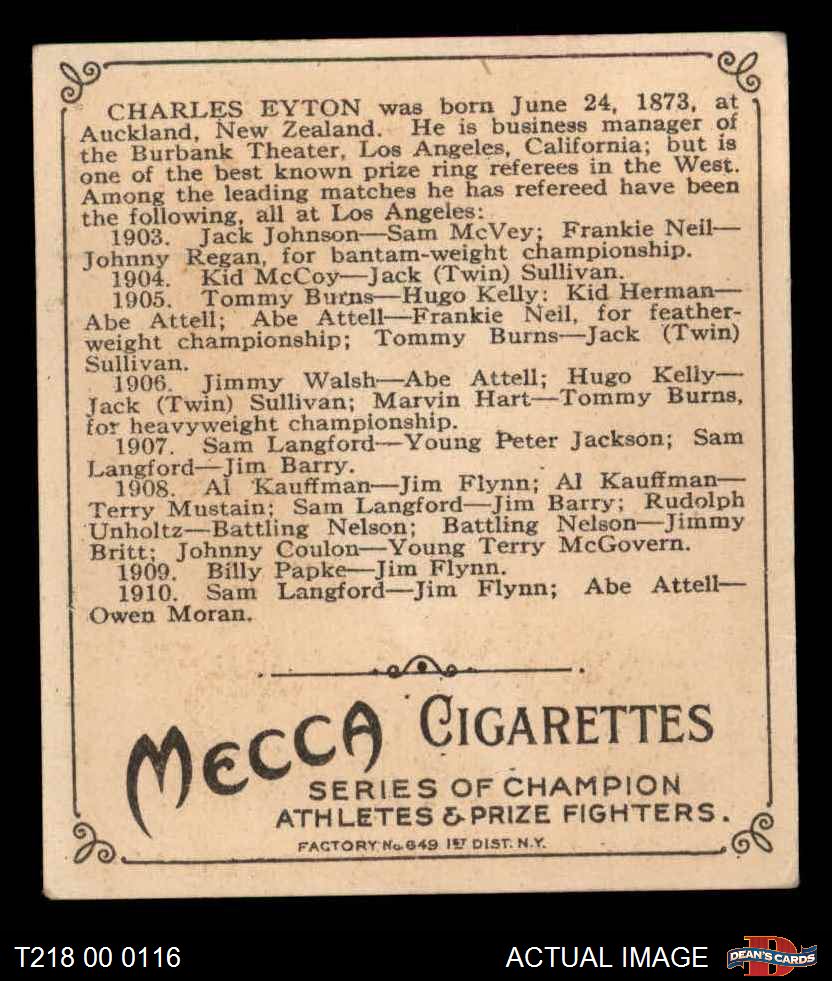 CHARLES EYTON was born June 24, 1873, at
Auckland, New Zealand. He is business manager of
the Burbank Theater, Los Angeles, California; but is
one of the best known prize ring referees in the West.
Among the leading matches he has refereed have been
the following, all at Los Angeles:
1903. Jack Johnson—Sam McVey; Frankie Neil—
Johnny Regan, for bantam-weight championship.
1904. Kid McCoy—Jack (Twin) Sullivan.
1905. Tommy Burns—Hugo Kelly: Kid Herman—
Abe Attell; Abe Attell—Frankie Neil, for feather-
weight championship; Tommy Burns—Jack (Twin)
Sullivan.
1906. Jimmy Walsh—Abe Attell; Hugo Kelly—
Jack (Twin) Sullivan; Marvin Hart—Tommy Burns,
for heavyweight championship.
1907. Sam Langford—Young Peter Jackson; Sam
Langford—Jim Barry.
1908. Al Kauffman—Jim Flynn; Al Kauffman—
Terry Mustain; Sam Langford—Jim Barry; Rudolph
Unholtz—Battling Nelson; Battling Nelson—Jimmy
Britt; Johnny Coulon—Young Terry McGovern.
1909. Billy Papke—Jim Flynn.
1910. Sam Langford—Jim Flynn; Abe Attell—
Owen Moran.
MECCA CIGARETTES
SERIES OF CHAMPION
ATHLETES & PRIZE FIGHTERS.
FACTORY No. 649 1ST DIST. N.Y.
T218 00 0116 ACTUAL IMAGE D DEAN'S CARDS